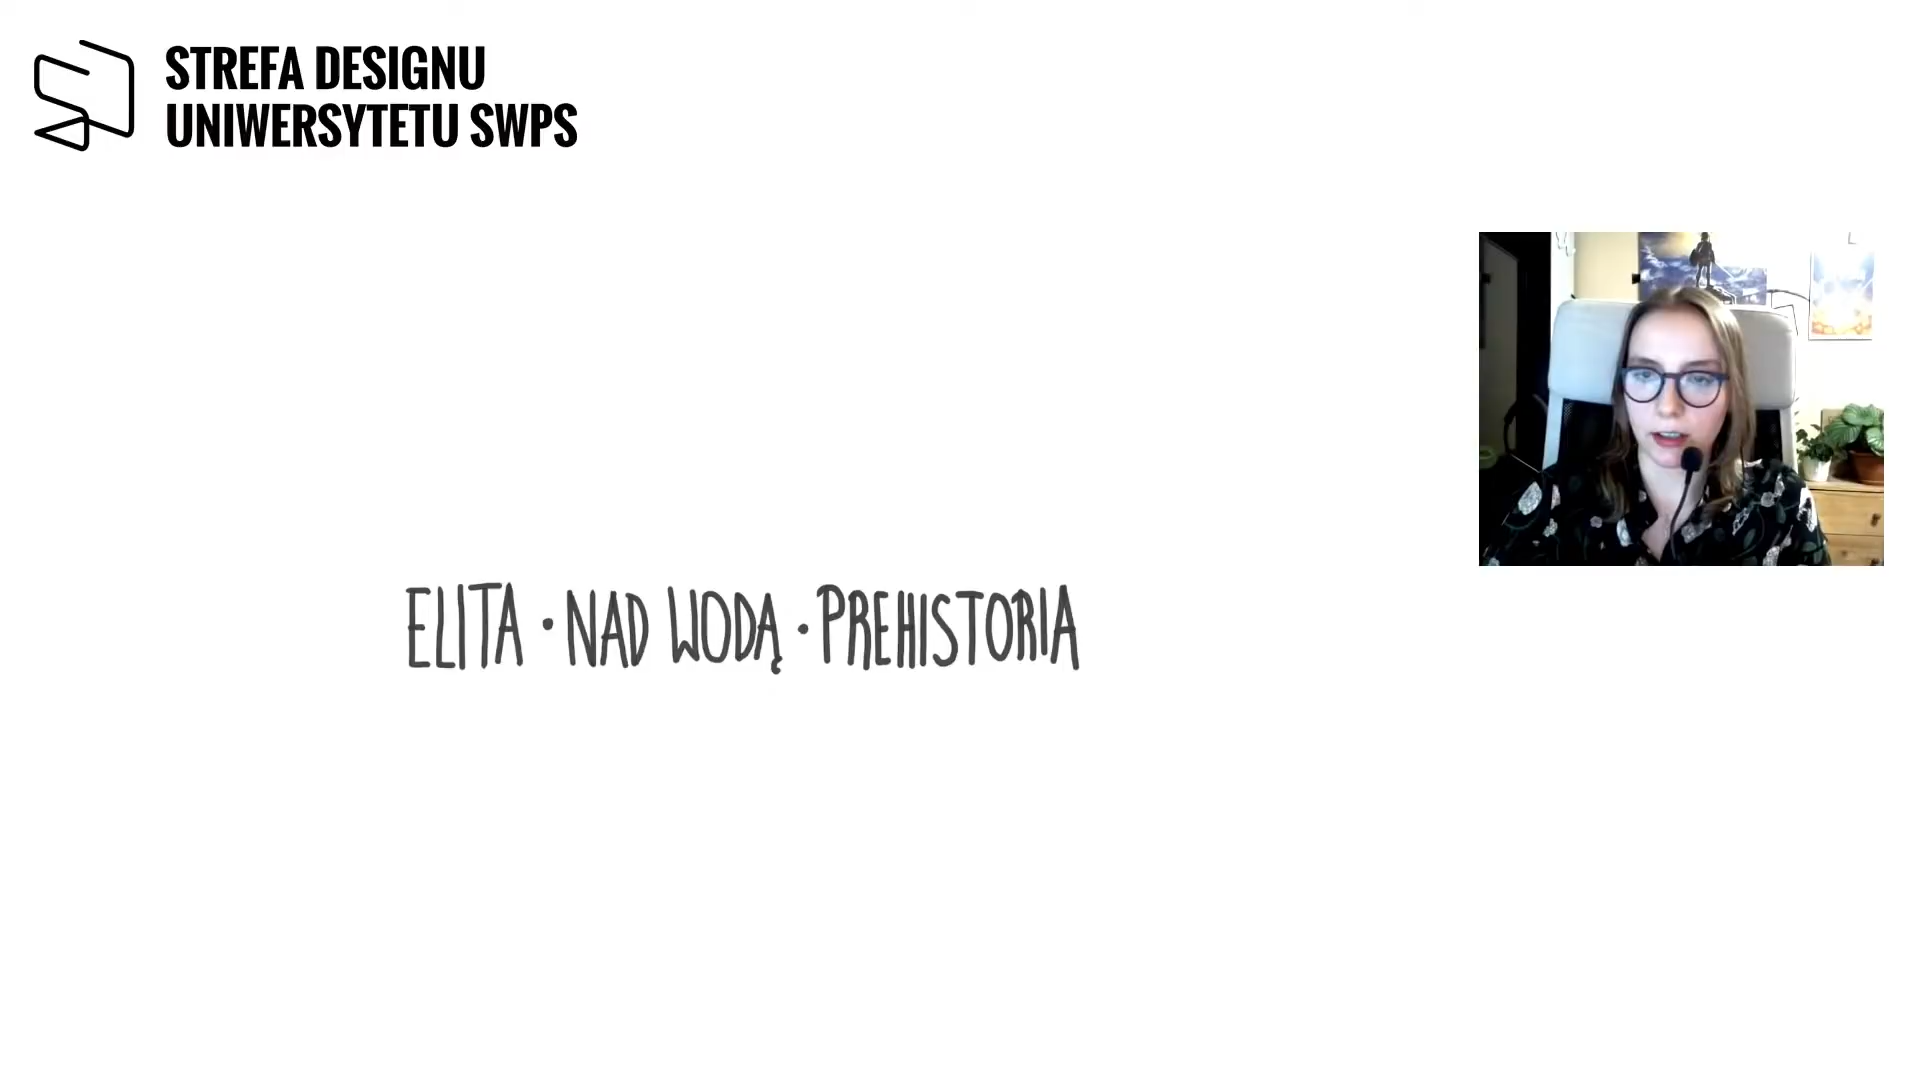 STREFA DESIGNU
UNIWERSYTETU SWPS
ELITA · NAD WODĄ · PREHISTORIA